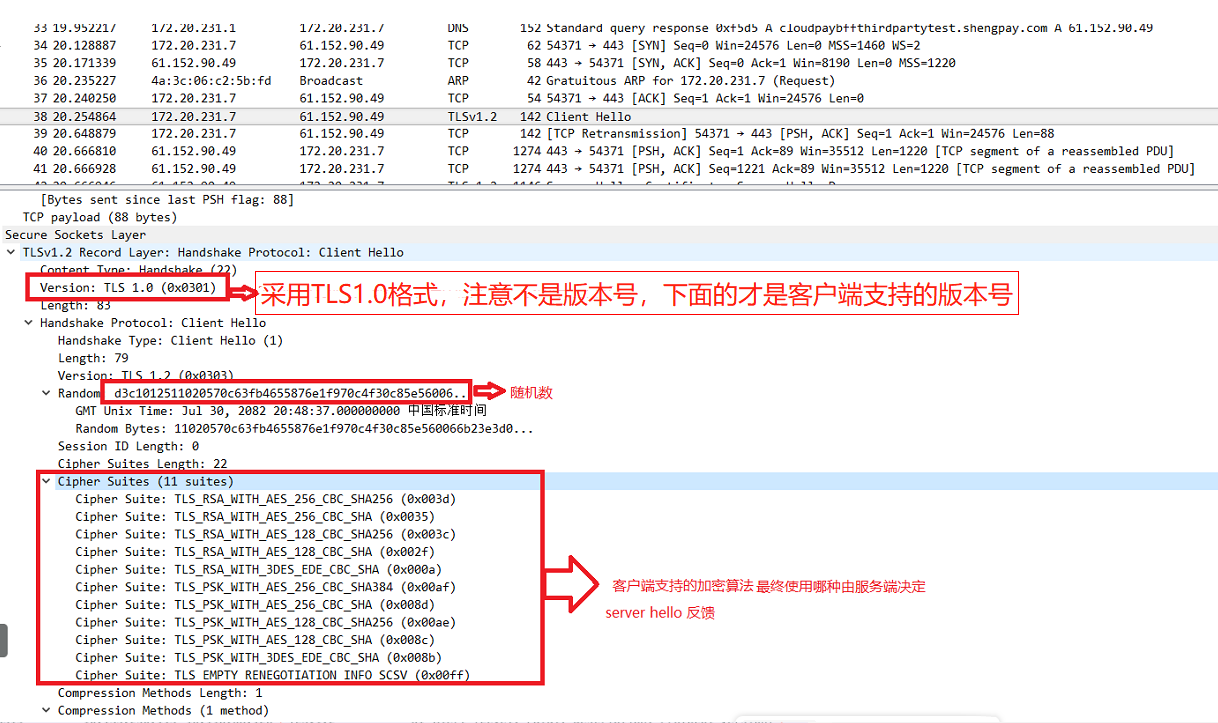 33 19.952217 172.20.231.1 172.20.231.7 DNS 152 Standard query response 0xf5d5 A cloudpaybffthirdpartytest.shengpay.com A 61.152.90.49
34 20.128887 172.20.231.7 61.152.90.49 TCP 62 54371 → 443 [SYN] Seq=0 Win=24576 Len=0 MSS=1460 WS=2
35 20.171339 61.152.90.49 172.20.231.7 TCP 58 443 → 54371 [SYN, ACK] Seq=0 Ack=1 Win=8190 Len=0 MSS=1220
36 20.235227 4a:3c:06:c2:5b:fd Broadcast ARP 42 Gratuitous ARP for 172.20.231.7 (Request)
37 20.240250 172.20.231.7 61.152.90.49 TCP 54 54371 → 443 [ACK] Seq=1 Ack=1 Win=24576 Len=0
38 20.254864 172.20.231.7 61.152.90.49 TLSv1.2 142 Client Hello
39 20.648879 172.20.231.7 61.152.90.49 TCP 142 [TCP Retransmission] 54371 → 443 [PSH, ACK] Seq=1 Ack=1 Win=24576 Len=88
40 20.666810 61.152.90.49 172.20.231.7 TCP 1274 443 → 54371 [PSH, ACK] Seq=1 Ack=89 Win=35512 Len=1220 [TCP segment of a reassembled PDU]
41 20.666928 61.152.90.49 172.20.231.7 TCP 1274 443 → 54371 [PSH, ACK] Seq=1221 Ack=89 Win=35512 Len=1220 [TCP segment of a reassembled PDU]
[Bytes sent since last PSH flag: 88]
TCP payload (88 bytes)
Secure Sockets Layer
TLSv1.2 Record Layer: Handshake Protocol: Client Hello
Content Type: Handshake (22)
Version: TLS 1.0 (0x0301)
采用TLS1.0格式，注意不是版本号，下面的才是客户端支持的版本号
Length: 83
Handshake Protocol: Client Hello
Handshake Type: Client Hello (1)
Length: 79
Version: TLS 1.2 (0x0303)
Random d3c1012511020570c63fb4655876e1f970c4f30c85e56006..
随机数
GMT Unix Time: Jul 30, 2082 20:48:37.000000000 中国标准时间
Random Bytes: 11020570c63fb4655876e1f970c4f30c85e560066b23e3d0...
Session ID Length: 0
Cipher Suites Length: 22
Cipher Suites (11 suites)
Cipher Suite: TLS_RSA_WITH_AES_256_CBC_SHA256 (0x003d)
Cipher Suite: TLS_RSA_WITH_AES_256_CBC_SHA (0x0035)
Cipher Suite: TLS_RSA_WITH_AES_128_CBC_SHA256 (0x003c)
Cipher Suite: TLS_RSA_WITH_AES_128_CBC_SHA (0x002f)
Cipher Suite: TLS_RSA_WITH_3DES_EDE_CBC_SHA (0x000a)
Cipher Suite: TLS_PSK_WITH_AES_256_CBC_SHA384 (0x00af)
Cipher Suite: TLS_PSK_WITH_AES_256_CBC_SHA (0x008d)
Cipher Suite: TLS_PSK_WITH_AES_128_CBC_SHA256 (0x00ae)
Cipher Suite: TLS_PSK_WITH_AES_128_CBC_SHA (0x008c)
Cipher Suite: TLS_PSK_WITH_3DES_EDE_CBC_SHA (0x008b)
Cipher Suite: TLS_EMPTY_RENEGOTIATION_INFO_SCSV (0x00ff)
客户端支持的加密算法 最终使用哪种由服务端决定
server hello 反馈
Compression Methods Length: 1
Compression Methods (1 method)